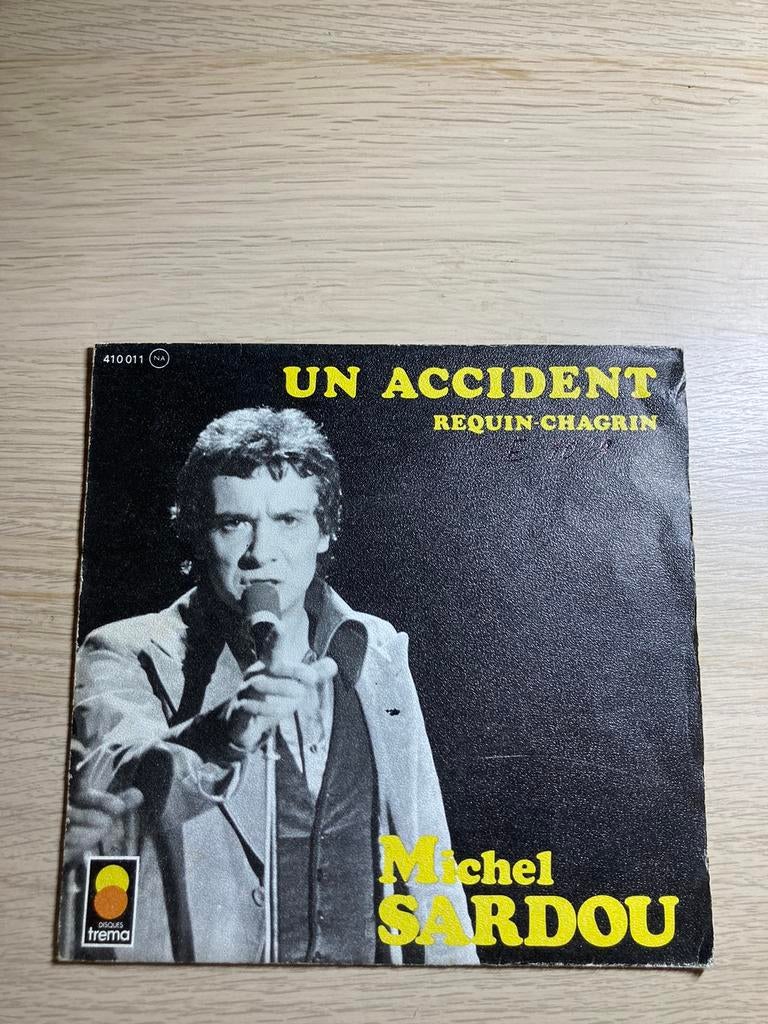 410 011 NA
UN ACCIDENT
REQUIN-CHAGRIN
Michel
SARDOU
DISQUES
trema